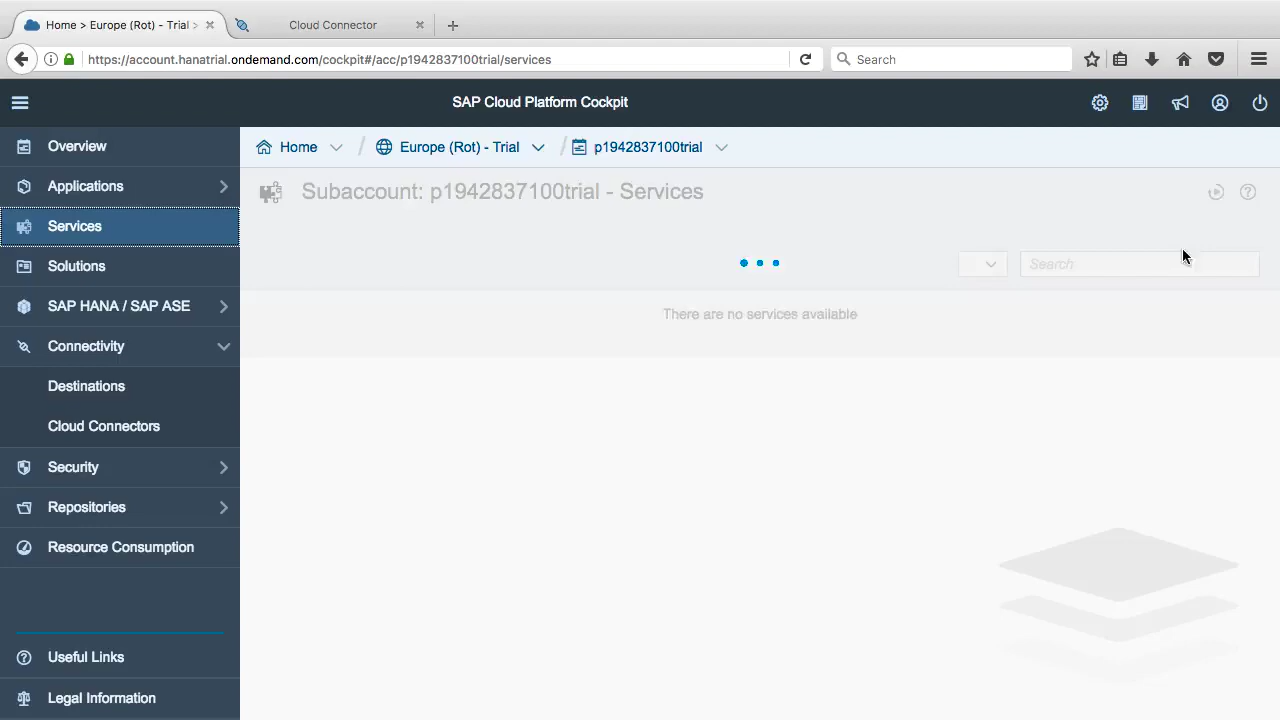 Home > Europe (Rot) - Trial >
Cloud Connector
https://account.hanatrial.ondemand.com/cockpit#/acc/p1942837100trial/services
Search
SAP Cloud Platform Cockpit
Overview
Applications
Services
Solutions
SAP HANA / SAP ASE
Connectivity
Destinations
Cloud Connectors
Security
Repositories
Resource Consumption
Useful Links
Legal Information
Home / Europe (Rot) - Trial / p1942837100trial
Subaccount: p1942837100trial - Services
Search
There are no services available